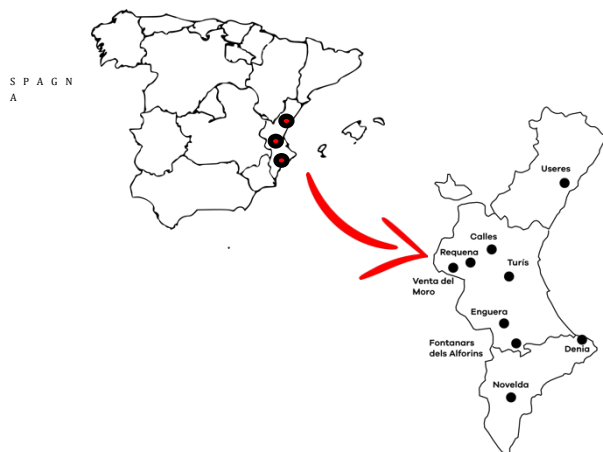 S P A G N
A
Useres
Calles
Requena
Turís
Venta del
Moro
Enguera
Fontanars
dels Alforins
Denia
Novelda